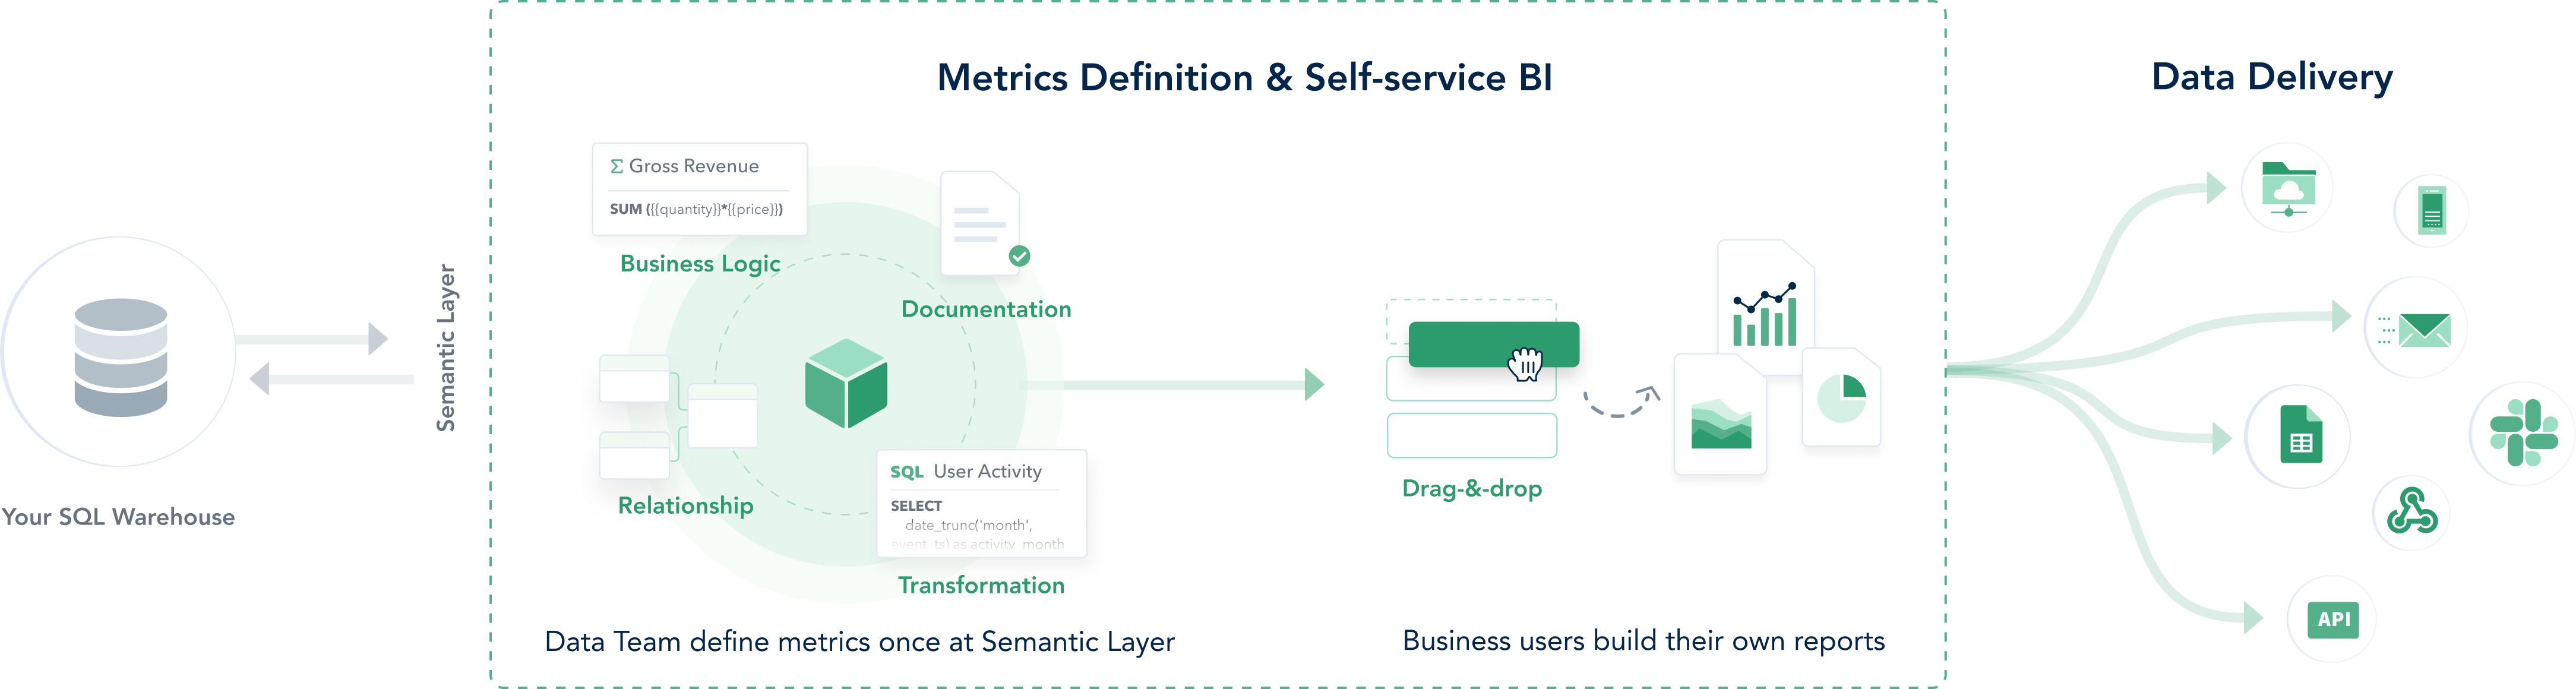 Metrics Definition & Self-service BI
Data Delivery
Σ Gross Revenue
SUM ({{quantity}}*{{price}})
Business Logic
Documentation
Semantic Layer
Your SQL Warehouse
Relationship
SQL User Activity
SELECT
date_trunc('month',
event_ts) as activity_month
Transformation
Drag-&-drop
Data Team define metrics once at Semantic Layer
Business users build their own reports
API